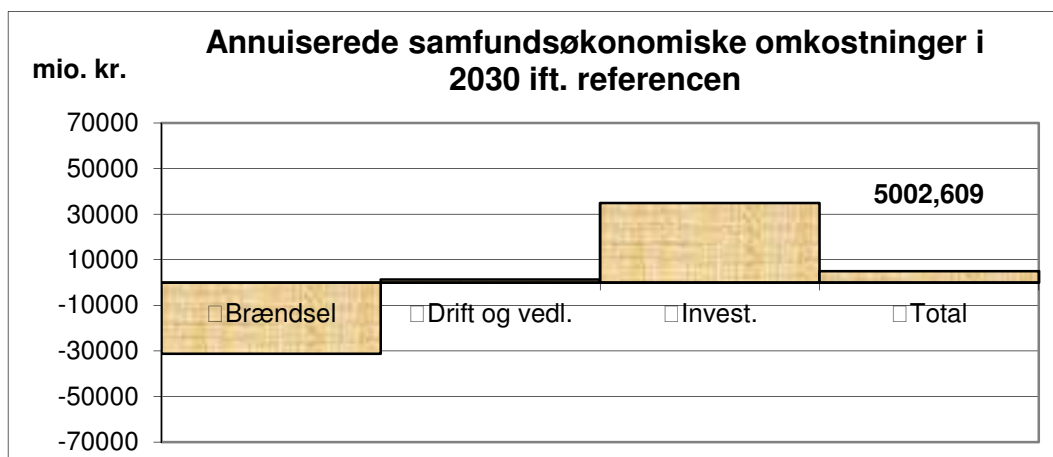 Annuiserede samfundsøkonomiske omkostninger i
2030 ift. referencen
mio. kr.
70000
50000
30000
10000
-10000
-30000
-50000
-70000
5002,609
□Brændsel
□Drift og vedl.
□Invest.
□Total